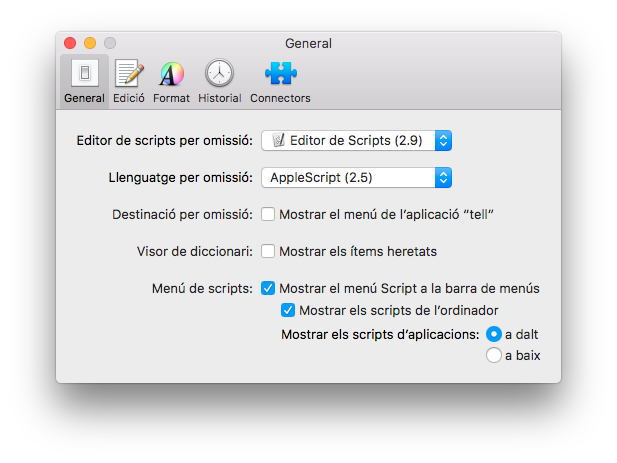 General
General Edició Format Historial Connectors
Editor de scripts per omissió: Editor de Scripts (2.9)
Llenguatge per omissió: AppleScript (2.5)
Destinació per omissió: Mostrar el menú de l’aplicació “tell”
Visor de diccionari: Mostrar els ítems heretats
Menú de scripts: Mostrar el menú Script a la barra de menús
Mostrar els scripts de l’ordinador
Mostrar els scripts d’aplicacions: a dalt
a baix